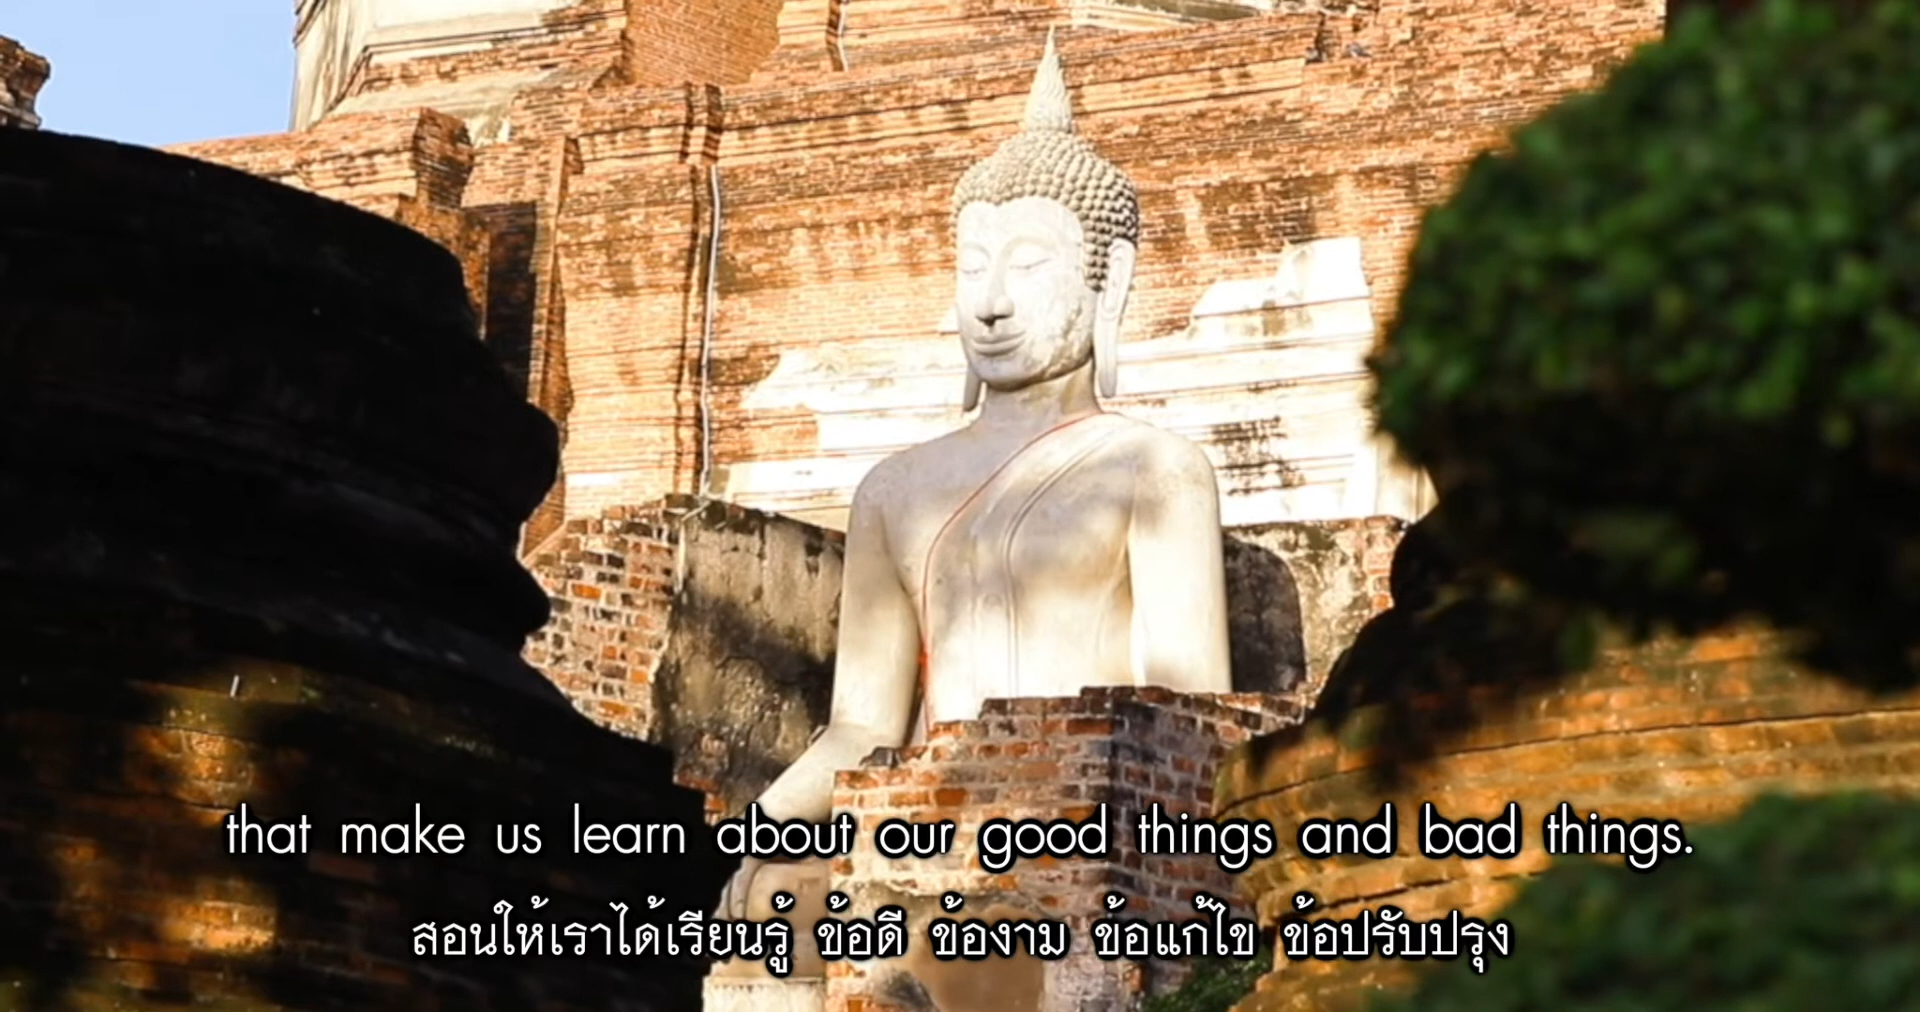 that make us learn about our good things and bad things.
สอนให้เราได้เรียนรู้ ข้อดี ข้องาม ข้อแก้ไข ข้อปรับปรุง